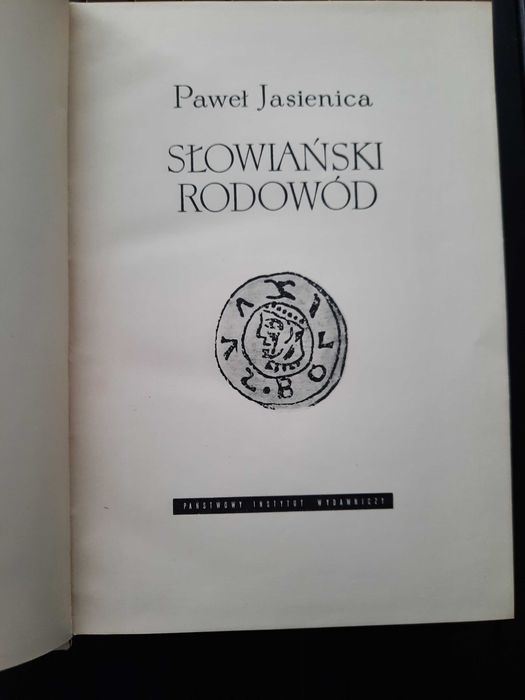 Paweł Jasienica
SŁOWIAŃSKI
RODOWÓD
PAŃSTWOWY INSTYTUT WYDAWNICZY